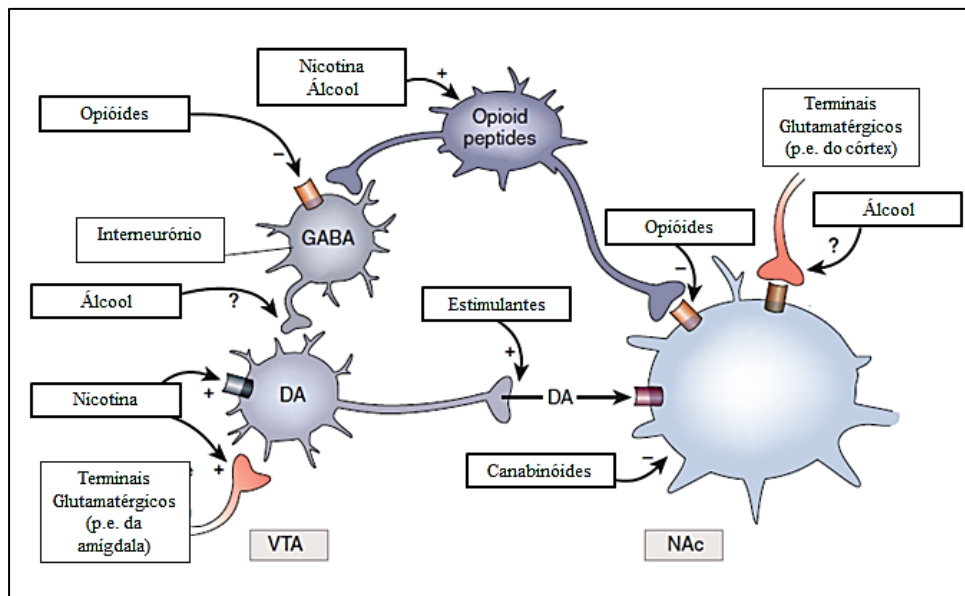 Nicotina
Álcool
+
Opioid
peptides
Terminais
Glutamatérgicos
(p.e. do córtex)
Opióides
–
GABA
Interneurónio
Opióides
–
Álcool
?
Álcool
?
Estimulantes
+
Nicotina
+
+
DA
DA
Canabinóides
–
Terminais
Glutamatérgicos
(p.e. da
amígdala)
VTA
NAc